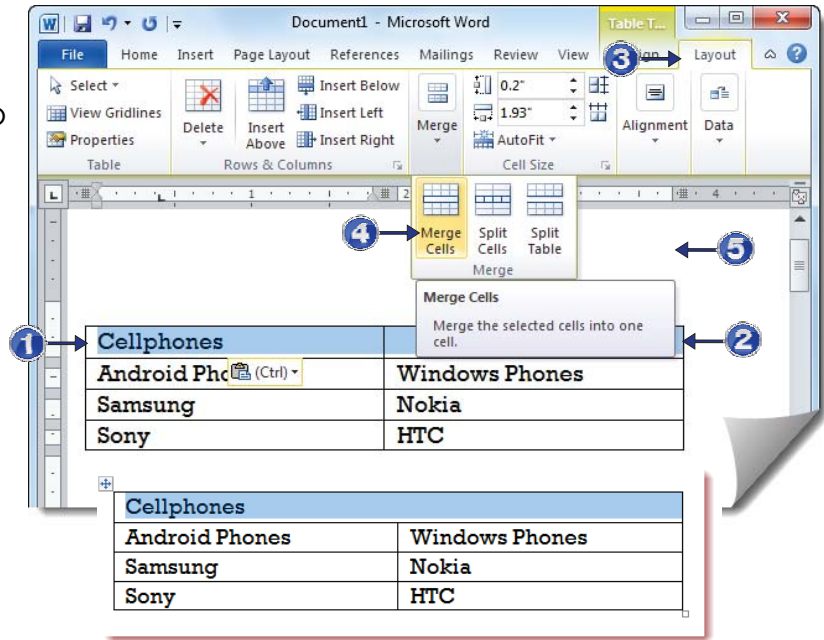 Document1 - Microsoft Word
Table T...
File Home Insert Page Layout References Mailings Review View Layout
3
Select
View Gridlines
Properties
Table
Delete
Insert Above
Insert Below
Insert Left
Insert Right
Rows & Columns
Merge
0.2"
1.93"
AutoFit
Cell Size
Alignment
Data
L 1 2 4
4
Merge Cells
Split Cells
Split Table
Merge
5
Merge Cells
Merge the selected cells into one
cell.
1
Cellphones
2
Android (Ctrl) Windows Phones
Samsung Nokia
Sony HTC
Cellphones
Android Phones Windows Phones
Samsung Nokia
Sony HTC